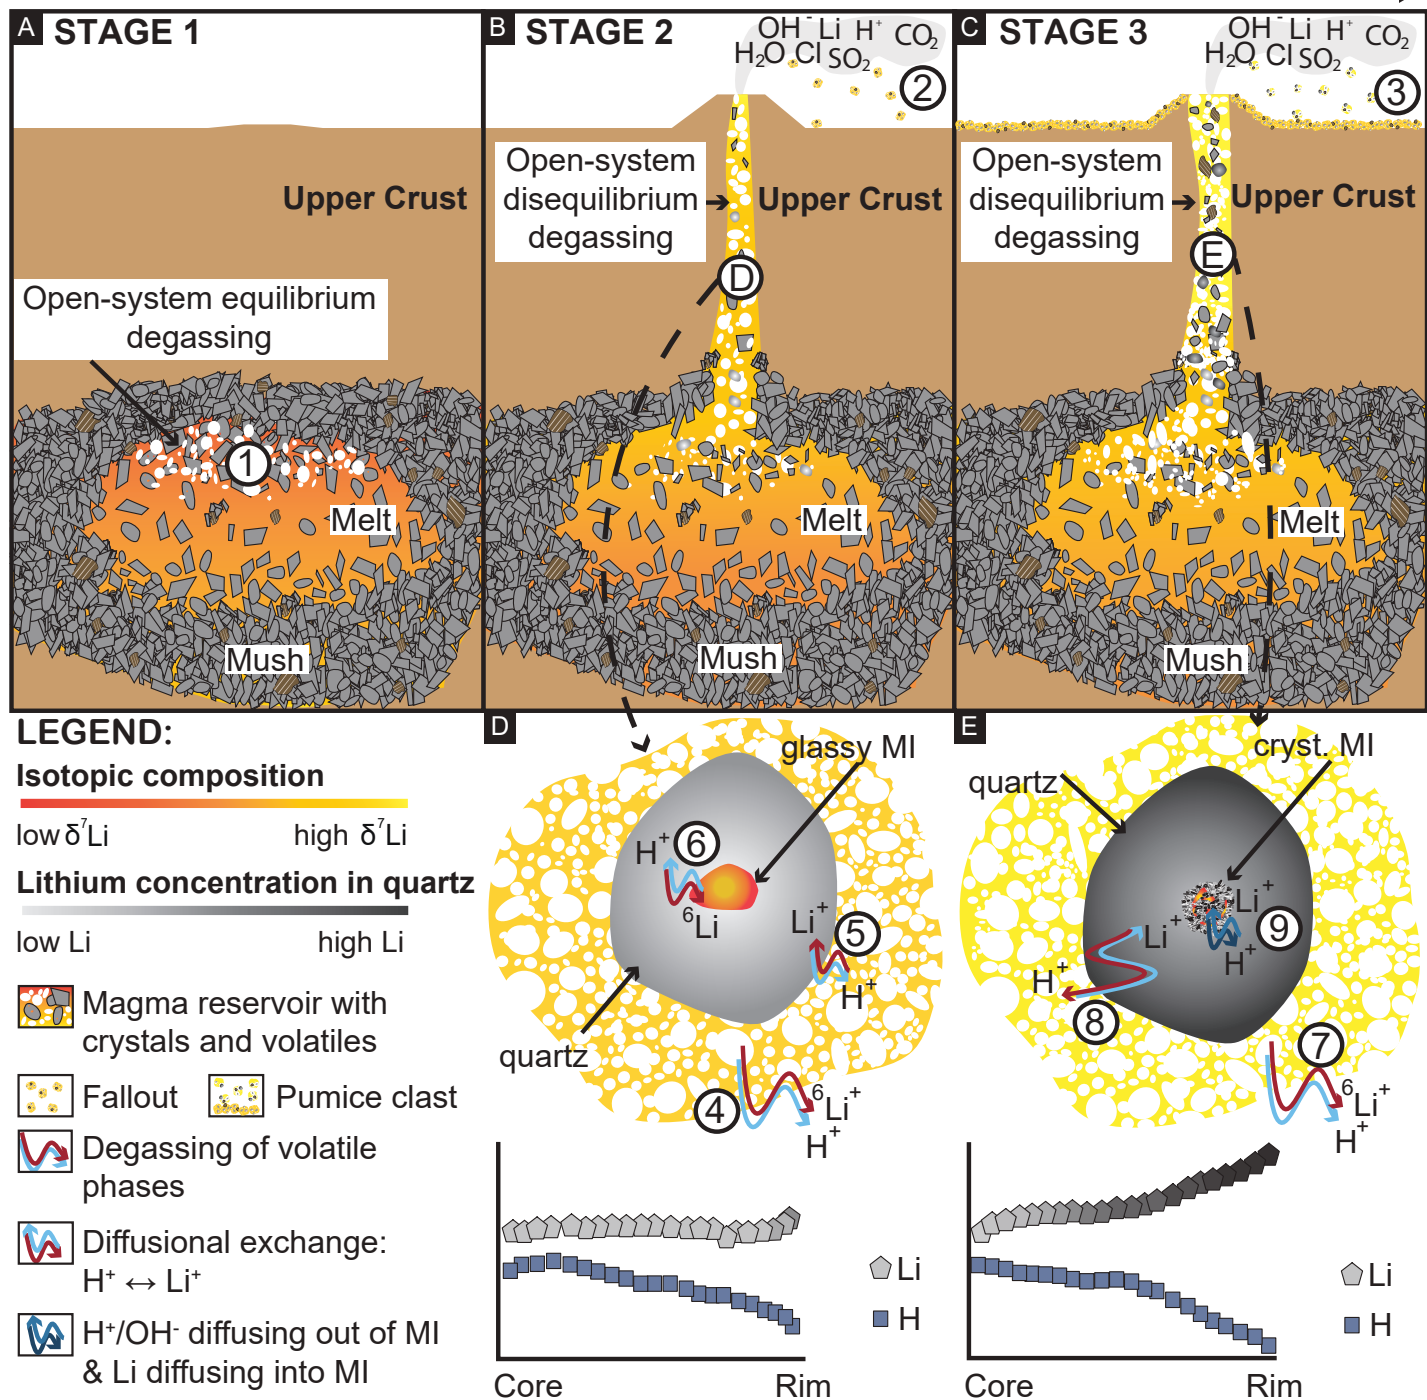 A STAGE 1
Open-system equilibrium
degassing
Upper Crust
1
Melt
Mush
B STAGE 2
OH⁻ Li H⁺ CO₂
H₂O Cl SO₂
2
Open-system
disequilibrium
degassing
Upper Crust
D
Melt
Mush
C STAGE 3
OH⁻ Li H⁺ CO₂
H₂O Cl SO₂
3
Open-system
disequilibrium
degassing
Upper Crust
E
Melt
Mush
LEGEND:
Isotopic composition
low δ⁷Li high δ⁷Li
Lithium concentration in quartz
low Li high Li
Magma reservoir with
crystals and volatiles
Fallout
Pumice clast
Degassing of volatile
phases
Diffusional exchange:
H⁺ ↔ Li⁺
H⁺/OH⁻ diffusing out of MI
& Li diffusing into MI
D
glassy MI
H⁺
6
⁶Li
Li⁺
5
H⁺
quartz
4
⁶Li⁺
H⁺
Li
H
Core Rim
E
cryst. MI
quartz
Li⁺
Li⁺
9
H⁺
H⁺
8
7
⁶Li⁺
H⁺
Li
H
Core Rim